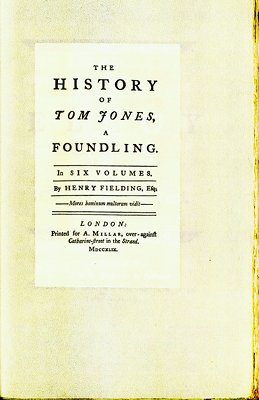 THE
HISTORY
OF
TOM JONES,
A
FOUNDLING.
In SIX VOLUMES.
By HENRY FIELDING, Esq;
—Mores hominum multorum vidit—
LONDON:
Printed for A. MILLAR, over-against
Catharine-street in the Strand.
MDCCXLIX.